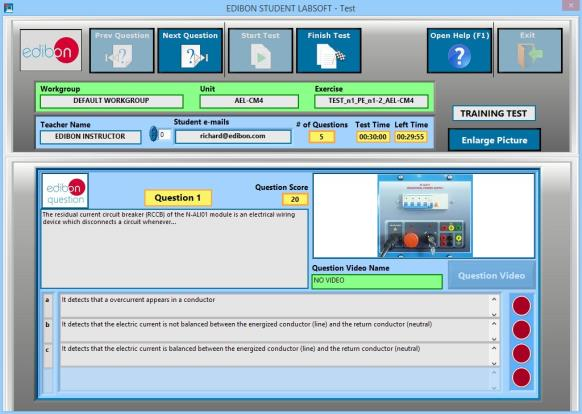 EDIBON STUDENT LABSOFT - Test
edibon
Prev Question
Next Question
Start Test
Finish Test
Open Help (F1)
Exit
Workgroup
Unit
Exercise
DEFAULT WORKGROUP
AEL-CM4
TEST_n1_PE_n1-2_AEL-CM4
Teacher Name
Student e-mails
# of Questions
Test Time
Left Time
EDIBON INSTRUCTOR
0
richard@edibon.com
5
00:30:00
00:29:55
TRAINING TEST
Enlarge Picture
edibon
question
Question 1
Question Score
20
The residual current circuit breaker (RCCB) of the N-ALI01 module is an electrical wiring
device which disconnects a circuit whenever...
Question Video Name
NO VIDEO
Question Video
a
It detects that a overcurrent appears in a conductor
b
It detects that the electric current is not balanced between the energized conductor (line) and the return conductor (neutral)
c
It detects that the electric current is balanced between the energized conductor (line) and the return conductor (neutral)